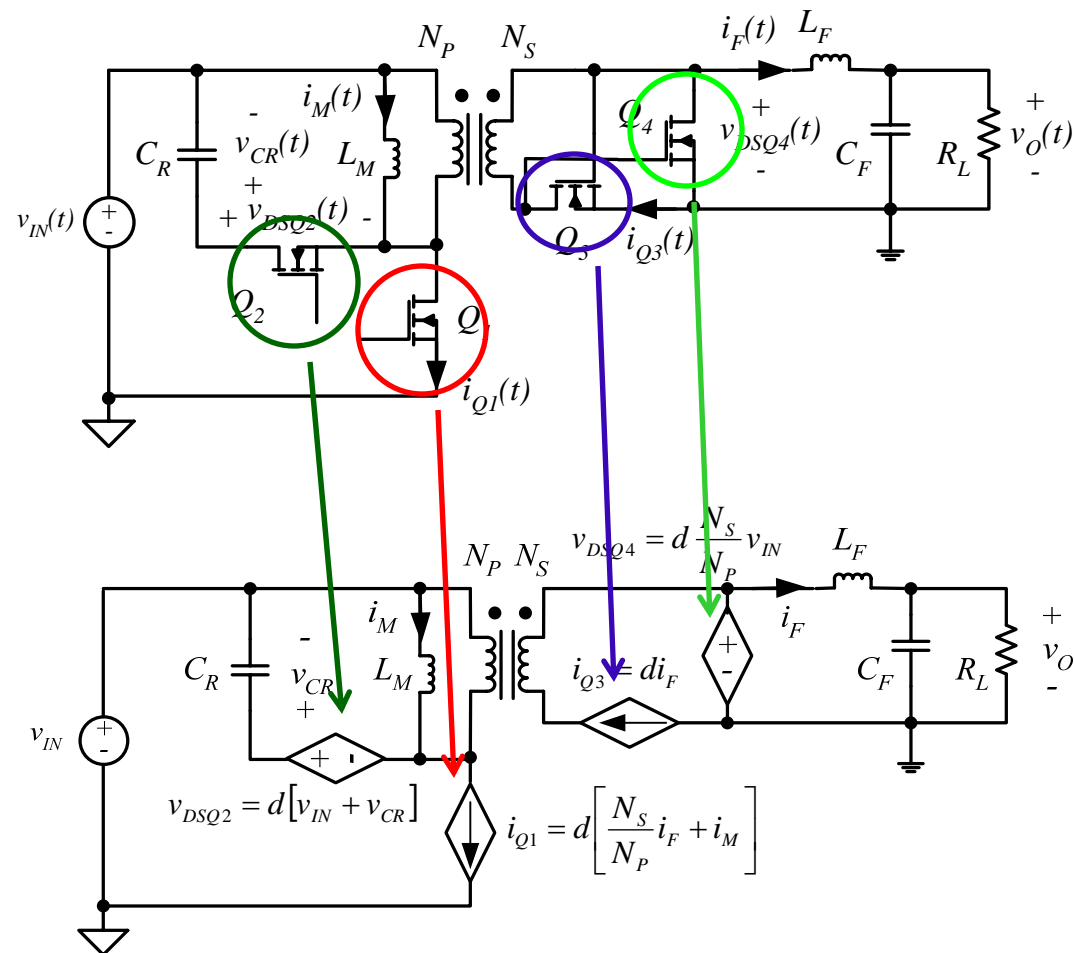 N_P N_S i_F(t) L_F
i_M(t)
- v_CR(t) +
C_R L_M
Q_4
+ v_DSQ4(t) -
C_F R_L
+ v_O(t) -
v_IN(t) + -
+ v_DSQ2(t) -
Q_3 i_Q3(t)
Q_2
i_Q1(t)
v_DSQ4 = d N_S/N_P v_IN
N_P N_S L_F
i_M i_F
- v_CR +
C_R L_M
i_Q3 = di_F
+ -
C_F R_L
+ v_O -
v_IN + -
+ -
v_DSQ2 = d[v_IN + v_CR]
i_Q1 = d[N_S/N_P i_F + i_M]